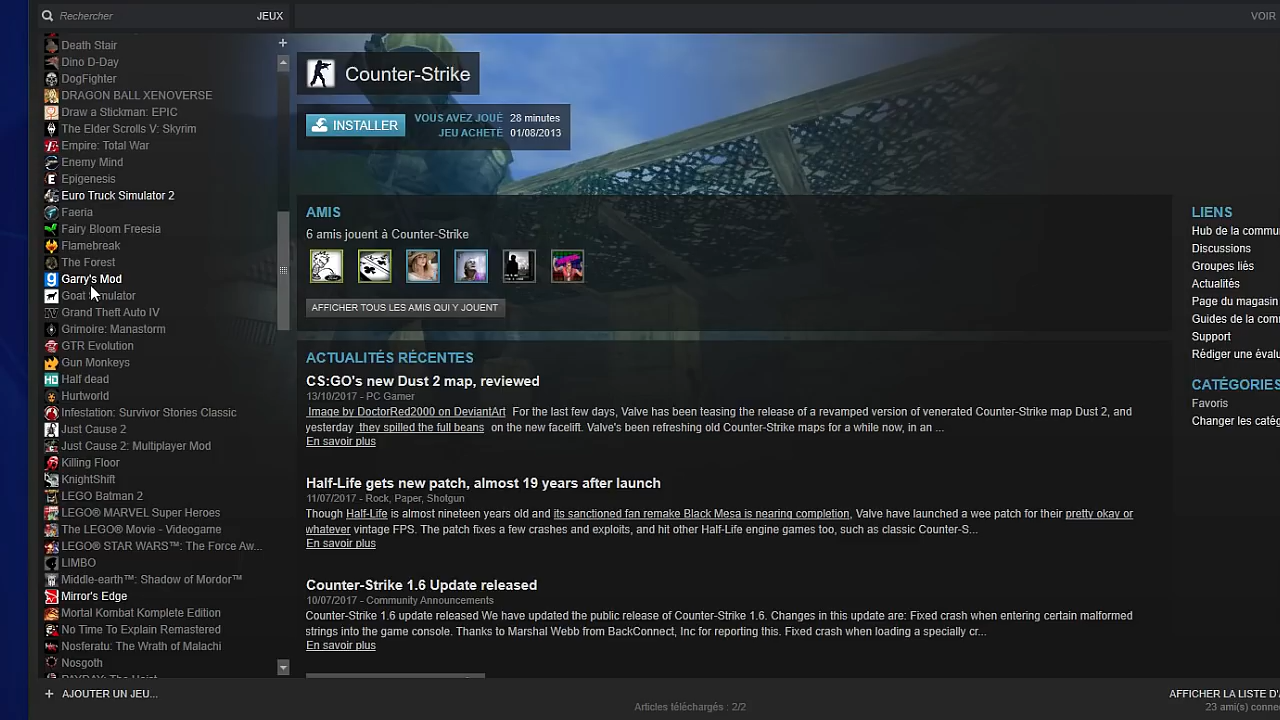 Rechercher
JEUX
VOIR
Death Stair
Dino D-Day
DogFighter
DRAGON BALL XENOVERSE
Draw a Stickman: EPIC
The Elder Scrolls V: Skyrim
Empire: Total War
Enemy Mind
Epigenesis
Euro Truck Simulator 2
Faeria
Fairy Bloom Freesia
Flamebreak
The Forest
Garry's Mod
Goat Simulator
Grand Theft Auto IV
Grimoire: Manastorm
GTR Evolution
Gun Monkeys
Half dead
Hurtworld
Infestation: Survivor Stories Classic
Just Cause 2
Just Cause 2: Multiplayer Mod
Killing Floor
KnightShift
LEGO Batman 2
LEGO® MARVEL Super Heroes
The LEGO® Movie - Videogame
LEGO® STAR WARS™: The Force Aw...
LIMBO
Middle-earth™: Shadow of Mordor™
Mirror's Edge
Mortal Kombat Komplete Edition
No Time To Explain Remastered
Nosferatu: The Wrath of Malachi
Nosgoth
+ AJOUTER UN JEU...
Counter-Strike
INSTALLER
VOUS AVEZ JOUÉ 28 minutes
JEU ACHETÉ 01/08/2013
AMIS
6 amis jouent à Counter-Strike
AFFICHER TOUS LES AMIS QUI Y JOUENT
ACTUALITÉS RÉCENTES
CS:GO's new Dust 2 map, reviewed
13/10/2017 - PC Gamer
Image by DoctorRed2000 on DeviantArt For the last few days, Valve has been teasing the release of a revamped version of venerated Counter-Strike map Dust 2, and
yesterday they spilled the full beans on the new facelift. Valve's been refreshing old Counter-Strike maps for a while now, in an ...
En savoir plus
Half-Life gets new patch, almost 19 years after launch
11/07/2017 - Rock, Paper, Shotgun
Though Half-Life is almost nineteen years old and its sanctioned fan remake Black Mesa is nearing completion, Valve have launched a wee patch for their pretty okay or
whatever vintage FPS. The patch fixes a few crashes and exploits, and hit other Half-Life engine games too, such as classic Counter-S...
En savoir plus
Counter-Strike 1.6 Update released
10/07/2017 - Community Announcements
Counter-Strike 1.6 update released We have updated the public release of Counter-Strike 1.6. Changes in this update are: Fixed crash when entering certain malformed
strings into the game console. Thanks to Marshal Webb from BackConnect, Inc for reporting this. Fixed crash when loading a specially cr...
En savoir plus
LIENS
Hub de la commu
Discussions
Groupes liés
Actualités
Page du magasin
Guides de la com
Support
Rédiger une évalu
CATÉGORIES
Favoris
Changer les catég
Articles téléchargés : 2/2
AFFICHER LA LISTE D'A
23 ami(s) conne